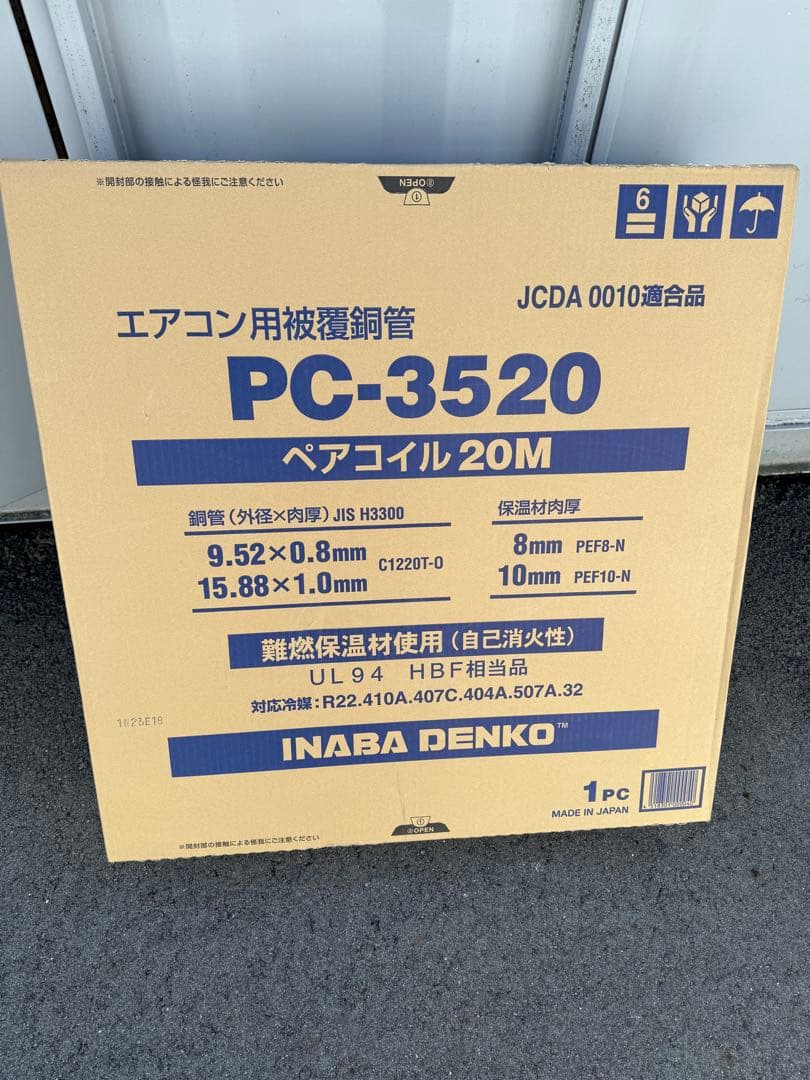 ※開封部の接触による怪我にご注意ください
②OPEN
①
6
JCDA 0010適合品
エアコン用被覆銅管
PC-3520
ペアコイル 20M
銅管（外径×肉厚）JIS H3300
9.52×0.8mm
15.88×1.0mm
C1220T-O
保温材肉厚
8mm PEF8-N
10mm PEF10-N
難燃保温材使用（自己消火性）
UL94 HBF相当品
対応冷媒：R22.410A.407C.404A.507A.32
1N23E18
INABA DENKO™
1PC
MADE IN JAPAN
①
②OPEN
※開封部の接触による怪我にご注意ください